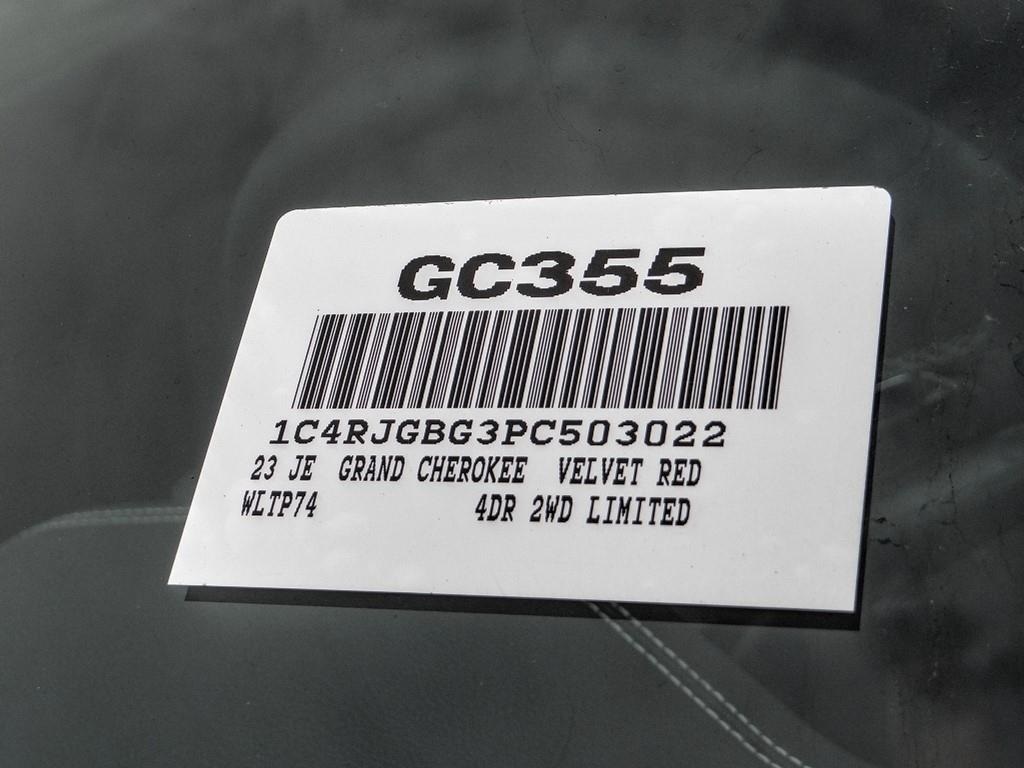 GC355
1C4RJGBG3PC503022
23 JE GRAND CHEROKEE VELVET RED
WLTP74 4DR 2WD LIMITED